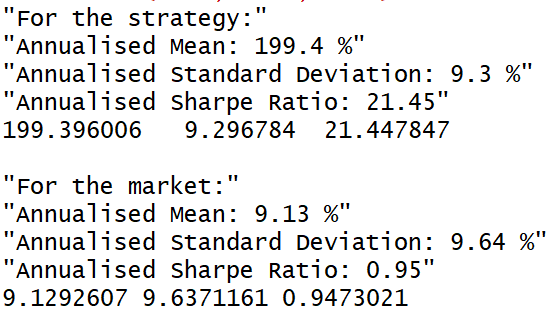 "For the strategy:"
"Annualised Mean: 199.4 %"
"Annualised Standard Deviation: 9.3 %"
"Annualised Sharpe Ratio: 21.45"
199.396006 9.296784 21.447847
"For the market:"
"Annualised Mean: 9.13 %"
"Annualised Standard Deviation: 9.64 %"
"Annualised Sharpe Ratio: 0.95"
9.1292607 9.6371161 0.9473021